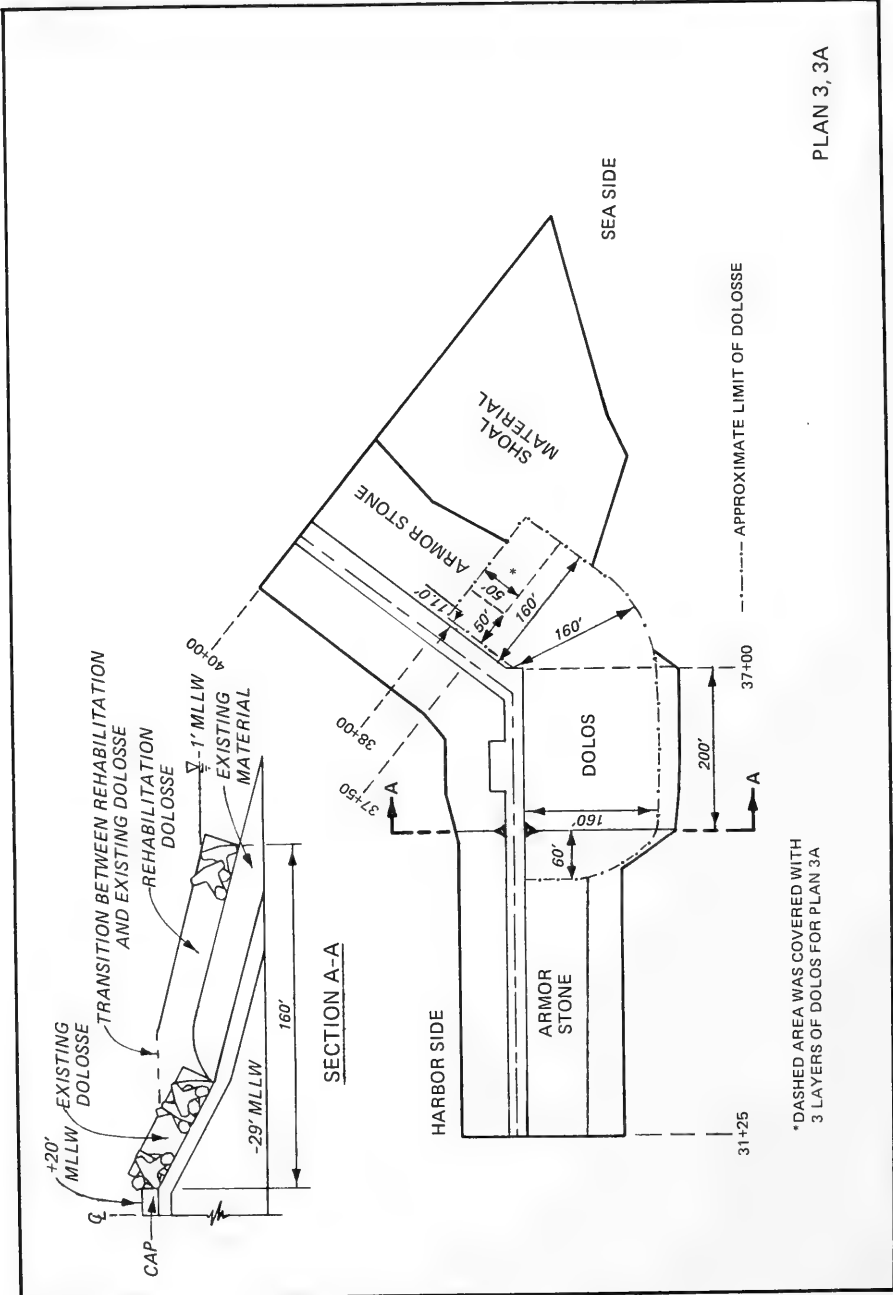 +20'
MLLW
EXISTING
DOLOSSE
TRANSITION BETWEEN REHABILITATION
AND EXISTING DOLOSSE
REHABILITATION
DOLOSSE
-1' MLLW
EXISTING
MATERIAL
CAP
-29' MLLW
160'
SECTION A-A
40+00
38+00
37+50
HARBOR SIDE
ARMOR STONE
SHOAL
MATERIAL
SEA SIDE
11.0'
50'
50'
*
160'
160'
A
A
DOLOS
160'
60'
200'
ARMOR
STONE
31+25
37+00
APPROXIMATE LIMIT OF DOLOSSE
*DASHED AREA WAS COVERED WITH
3 LAYERS OF DOLOS FOR PLAN 3A
PLAN 3, 3A